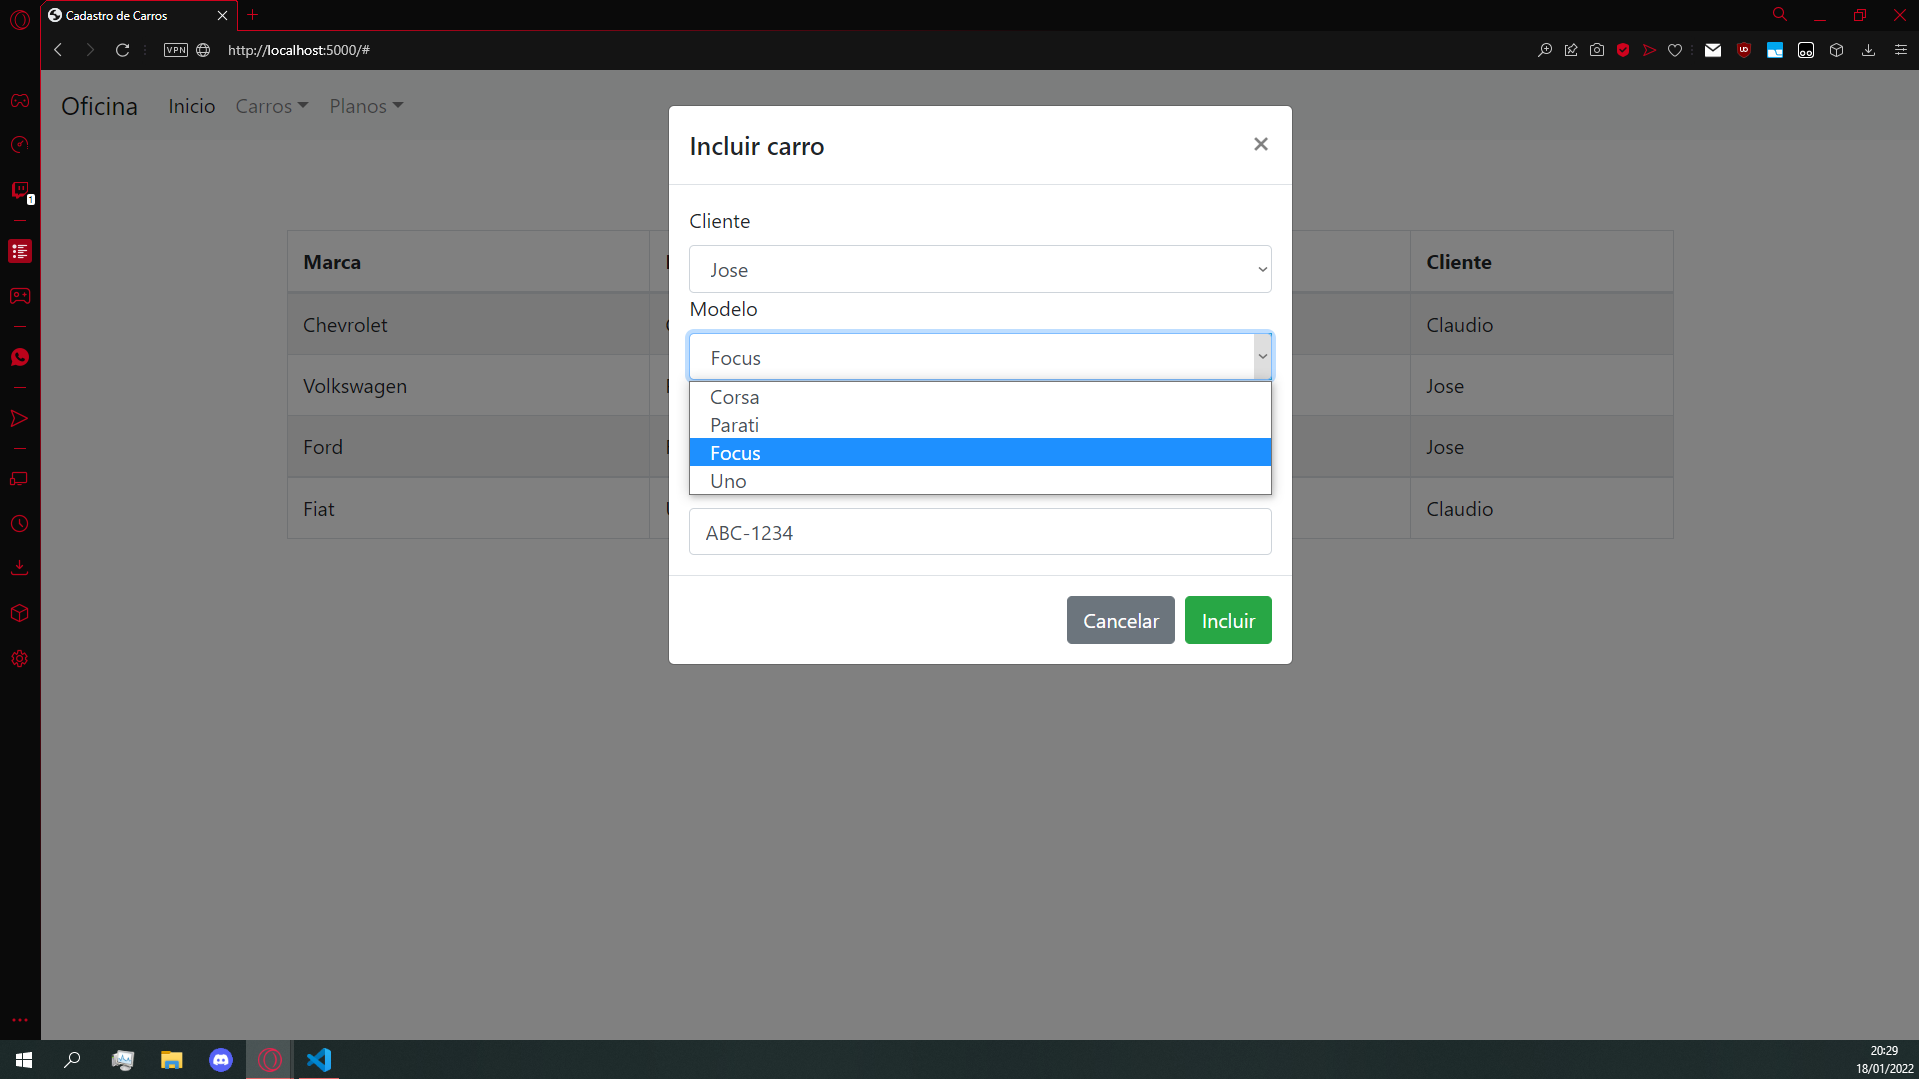 Cadastro de Carros
VPN
http://localhost:5000/#
Oficina Inicio Carros Planos
Incluir carro
×
Cliente
Jose
Modelo
Focus
Corsa
Parati
Focus
Uno
ABC-1234
Cancelar Incluir
Marca Cliente
Chevrolet Claudio
Volkswagen Jose
Ford Jose
Fiat Claudio
1
20:29
18/01/2022